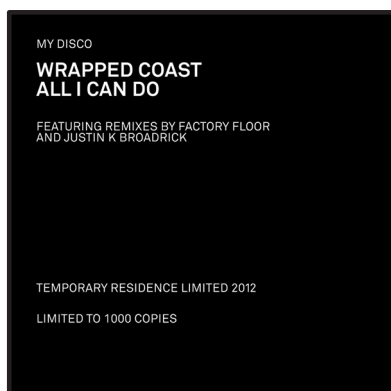 MY DISCO
WRAPPED COAST
ALL I CAN DO
FEATURING REMIXES BY FACTORY FLOOR
AND JUSTIN K BROADRICK
TEMPORARY RESIDENCE LIMITED 2012
LIMITED TO 1000 COPIES